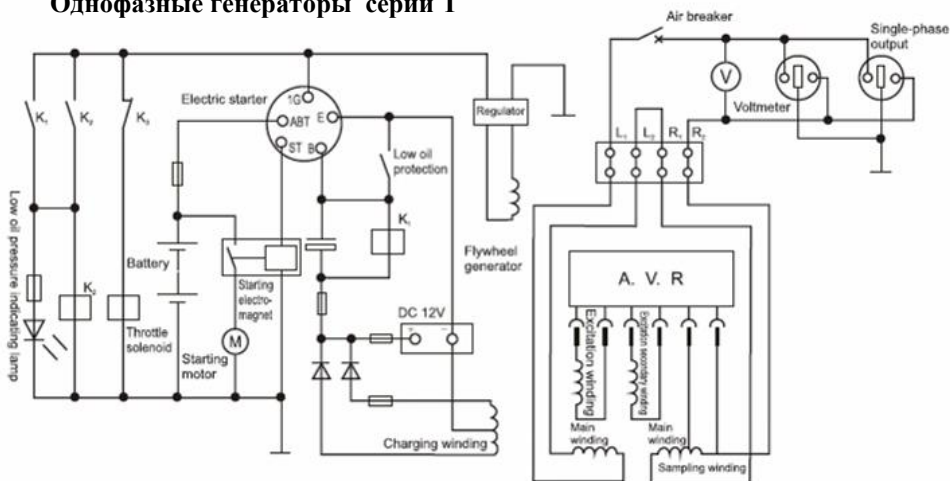 Однофазные генераторы серии Т
Air breaker
Single-phase
output
Electric starter
1G
ABT
E
ST
B
K₁
K₂
K₃
Regulator
V
Voltmeter
L₁
L₂
R₁
R₂
Low oil
protection
K₁
Low oil pressure indicating lamp
K₂
Battery
Throttle
solenoid
Starting
electro-
magnet
Starting
motor
M
Flywheel
generator
DC 12V
+
−
Charging winding
A. V. R
Excitation winding
Excitation secondary winding
Main
winding
Main
winding
Sampling winding